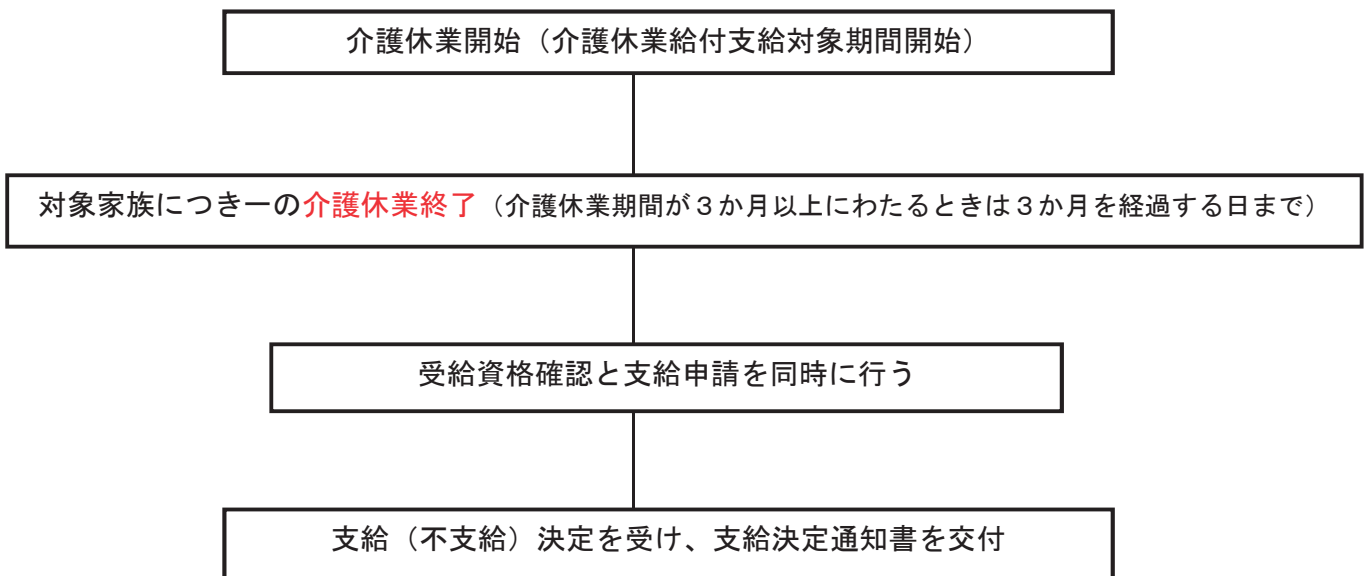 介護休業開始（介護休業給付支給対象期間開始）
対象家族につき一の介護休業終了（介護休業期間が３か月以上にわたるときは３か月を経過する日まで）
受給資格確認と支給申請を同時に行う
支給（不支給）決定を受け、支給決定通知書を交付